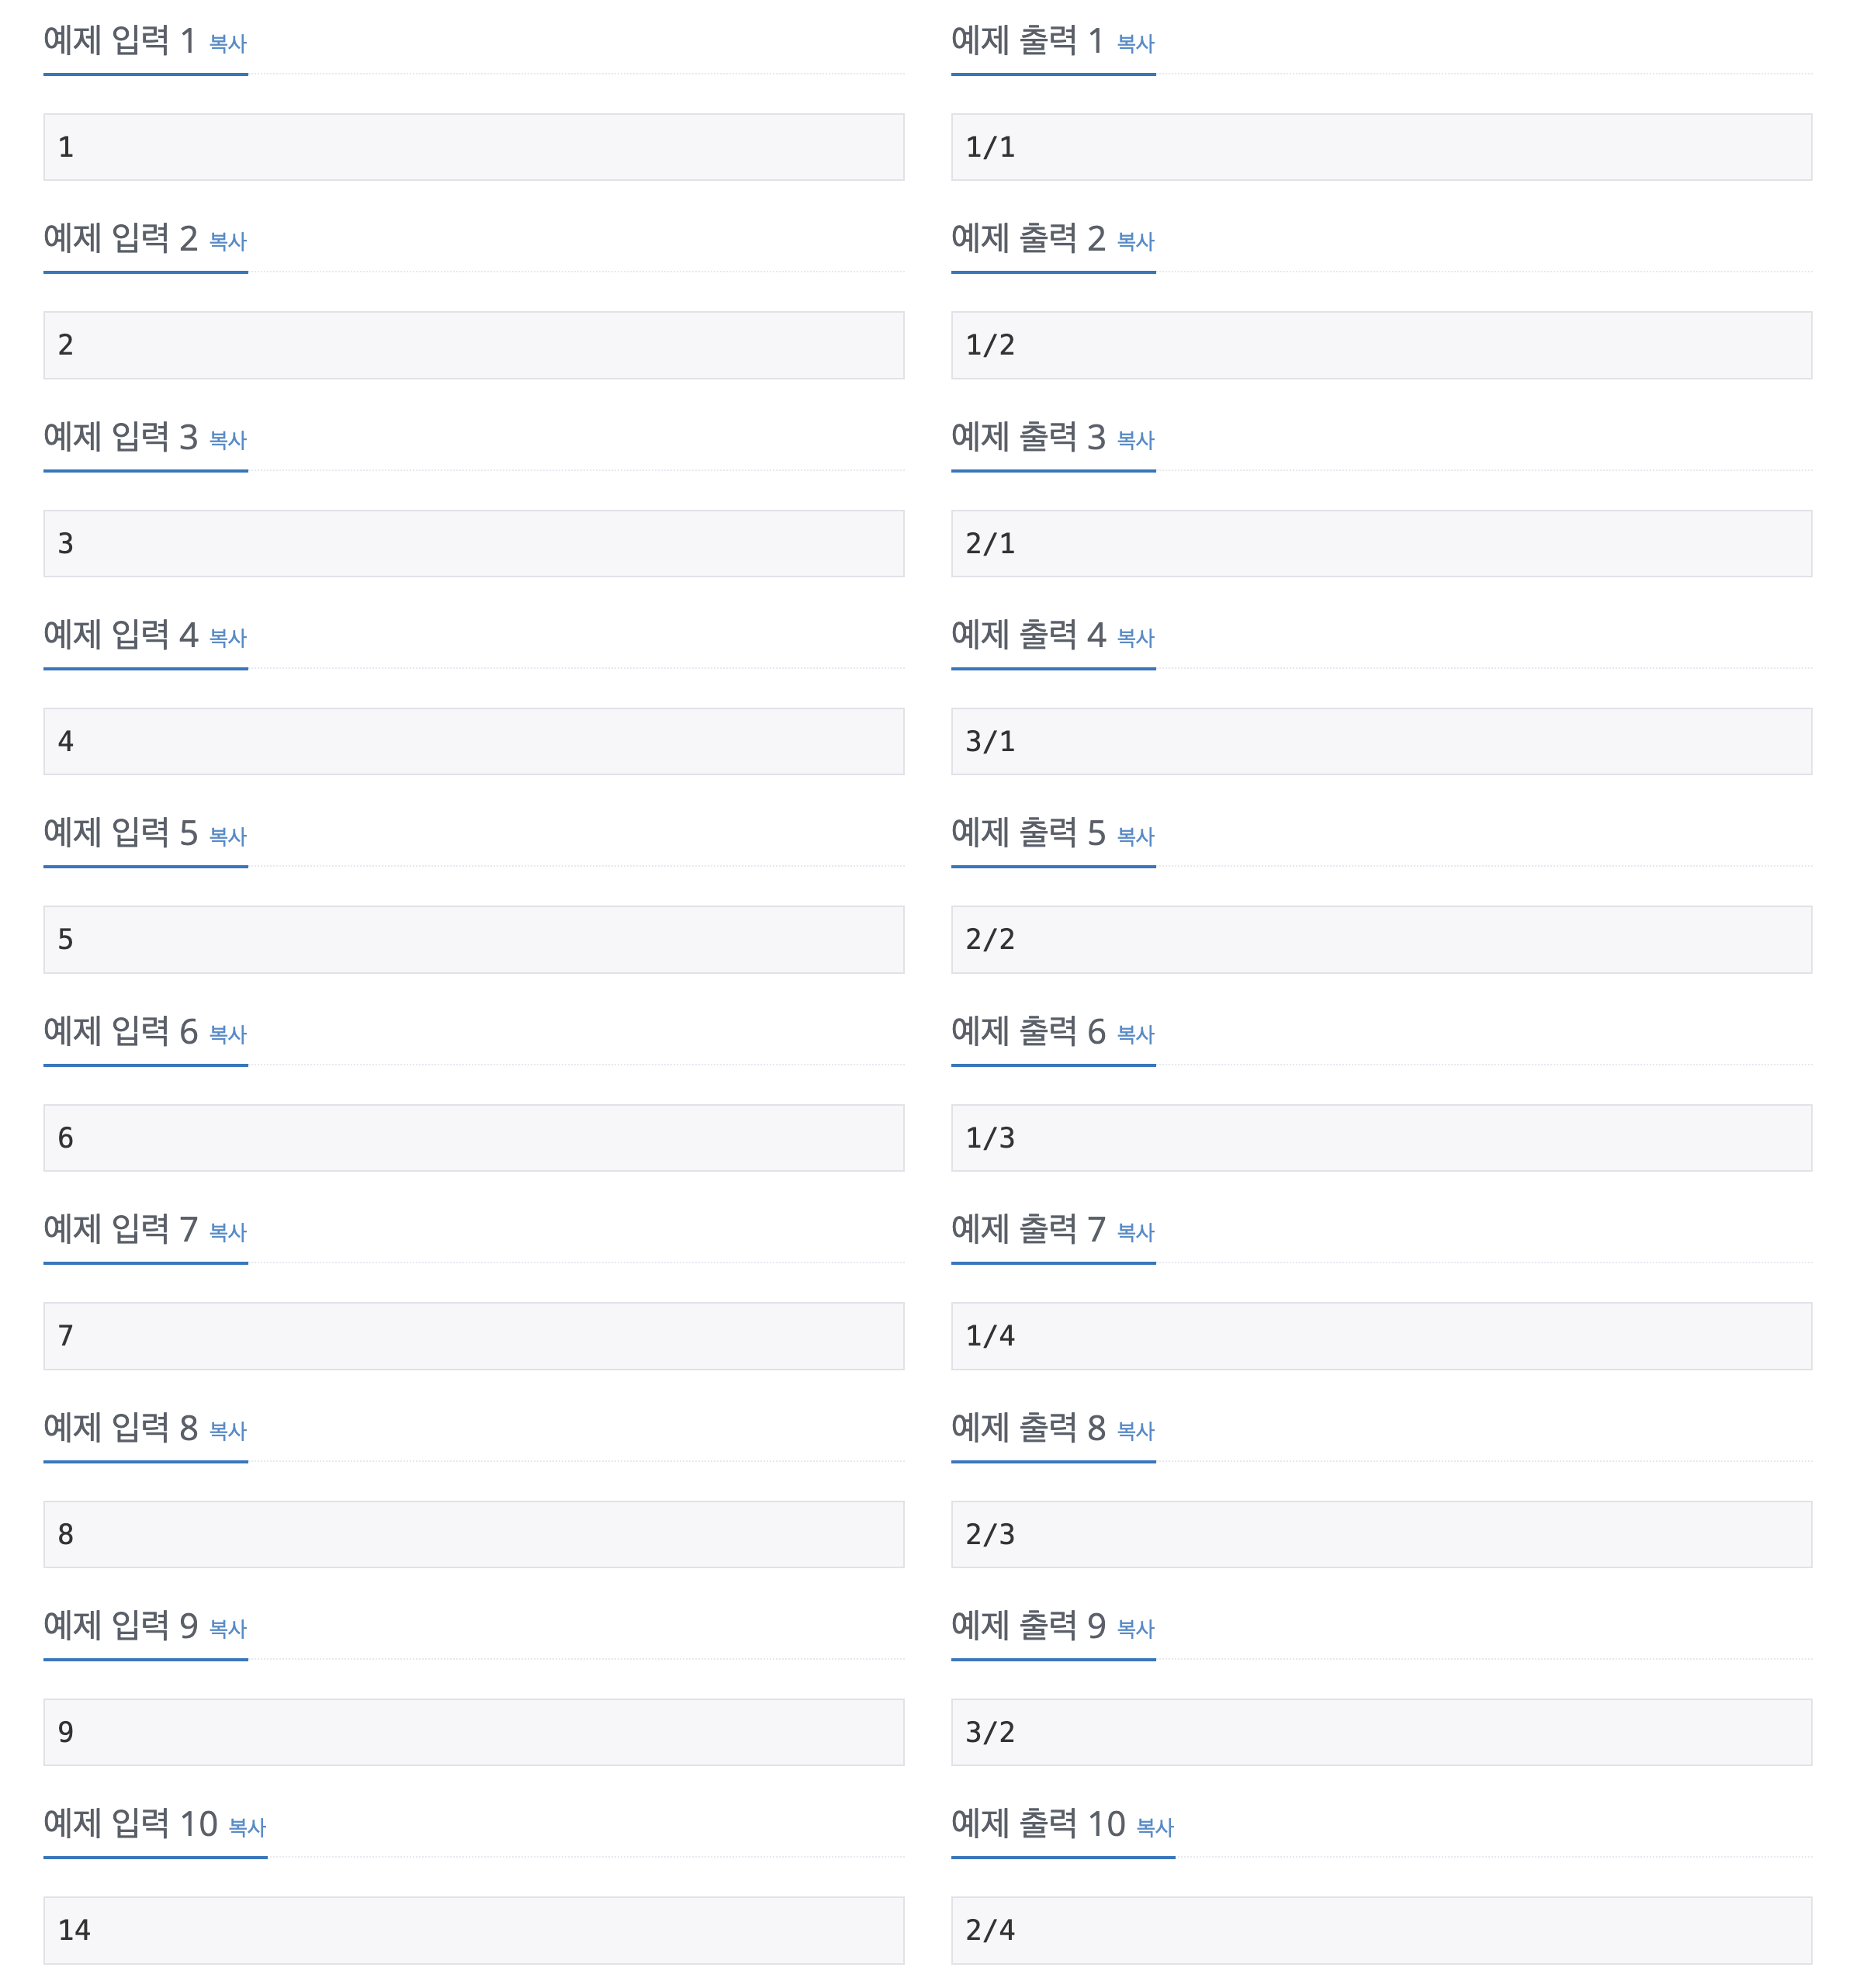 예제 입력 1 복사
예제 출력 1 복사
1
1/1
예제 입력 2 복사
예제 출력 2 복사
2
1/2
예제 입력 3 복사
예제 출력 3 복사
3
2/1
예제 입력 4 복사
예제 출력 4 복사
4
3/1
예제 입력 5 복사
예제 출력 5 복사
5
2/2
예제 입력 6 복사
예제 출력 6 복사
6
1/3
예제 입력 7 복사
예제 출력 7 복사
7
1/4
예제 입력 8 복사
예제 출력 8 복사
8
2/3
예제 입력 9 복사
예제 출력 9 복사
9
3/2
예제 입력 10 복사
예제 출력 10 복사
14
2/4